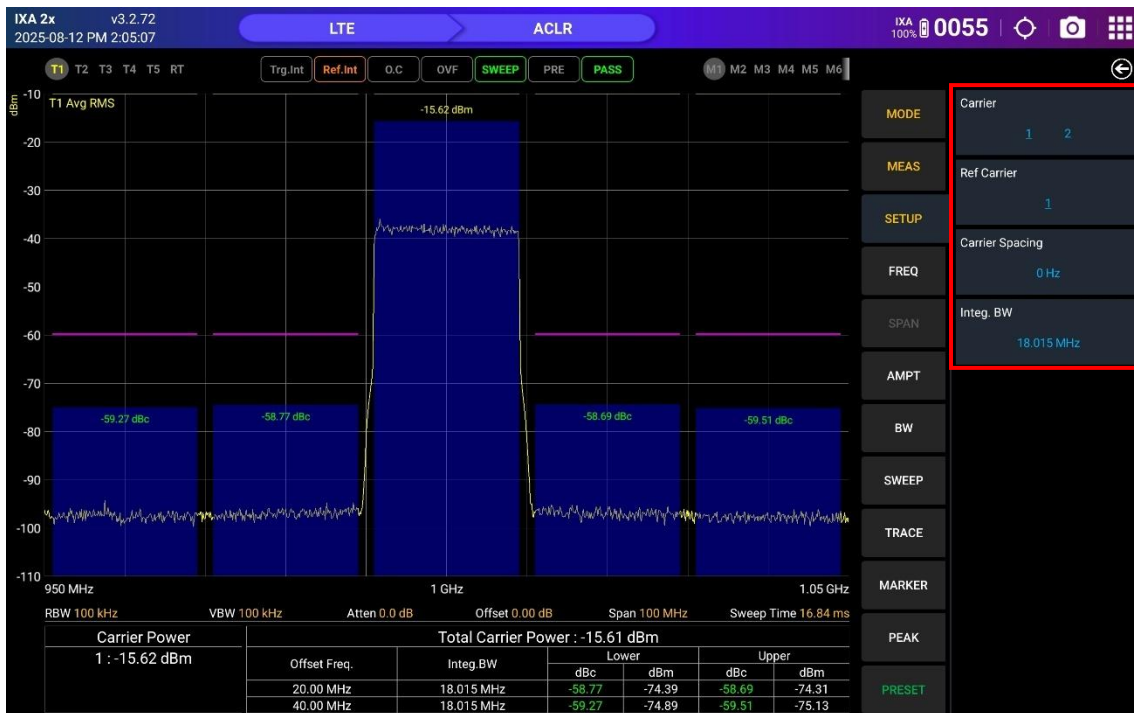 IXA 2x v3.2.72
2025-08-12 PM 2:05:07
LTE ACLR
IXA 100% 0055
T1 T2 T3 T4 T5 RT
Trg.Int Ref.Int O.C OVF SWEEP PRE PASS
M1 M2 M3 M4 M5 M6
dBm
T1 Avg RMS
-10
-20
-30
-40
-50
-60
-70
-80
-90
-100
-110
-15.62 dBm
-59.27 dBc
-58.77 dBc
-58.69 dBc
-59.51 dBc
950 MHz 1 GHz 1.05 GHz
RBW 100 kHz VBW 100 kHz Atten 0.0 dB Offset 0.00 dB Span 100 MHz Sweep Time 16.84 ms
Carrier Power Total Carrier Power : -15.61 dBm
1 : -15.62 dBm
Offset Freq. Integ.BW Lower Upper
dBc dBm dBc dBm
20.00 MHz 18.015 MHz -58.77 -74.39 -58.69 -74.31
40.00 MHz 18.015 MHz -59.27 -74.89 -59.51 -75.13
MODE
MEAS
SETUP
FREQ
SPAN
AMPT
BW
SWEEP
TRACE
MARKER
PEAK
PRESET
Carrier
1 2
Ref Carrier
1
Carrier Spacing
0 Hz
Integ. BW
18.015 MHz